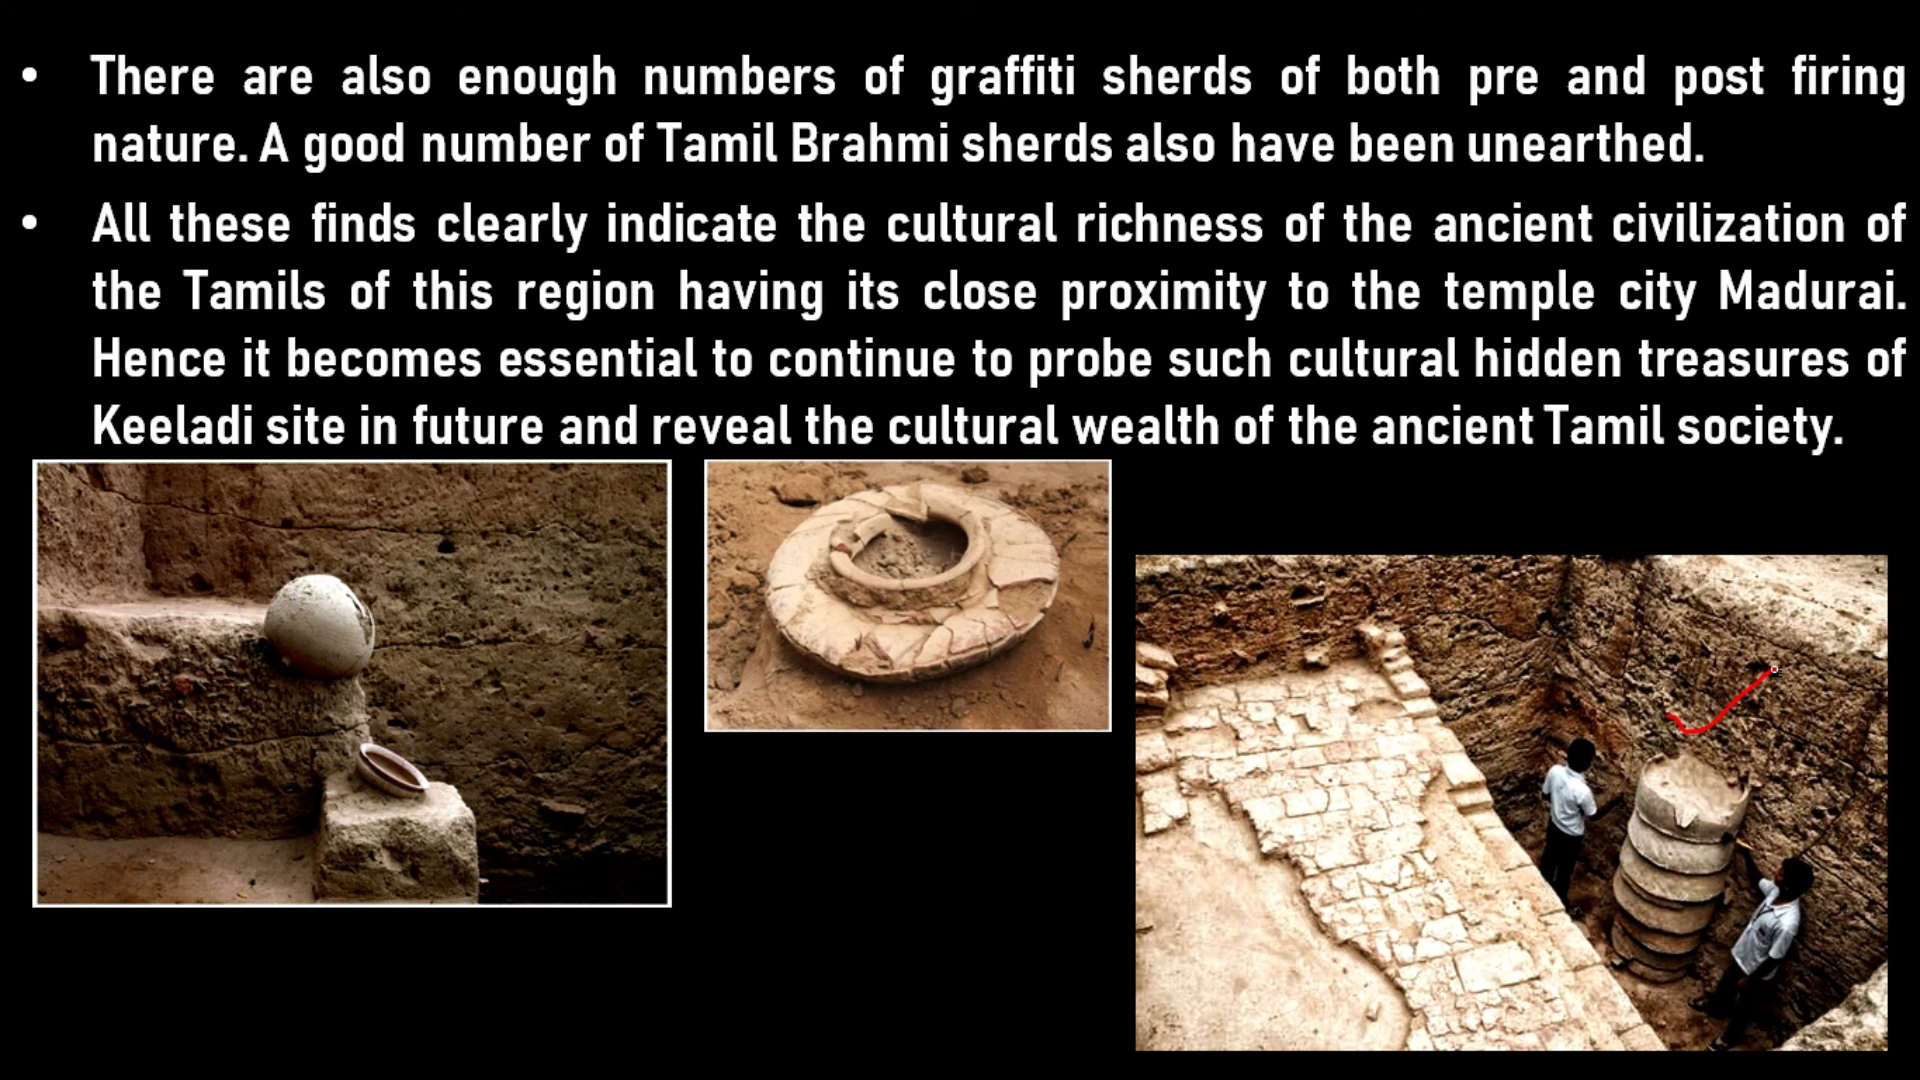 • There are also enough numbers of graffiti sherds of both pre and post firing
nature. A good number of Tamil Brahmi sherds also have been unearthed.
• All these finds clearly indicate the cultural richness of the ancient civilization of
the Tamils of this region having its close proximity to the temple city Madurai.
Hence it becomes essential to continue to probe such cultural hidden treasures of
Keeladi site in future and reveal the cultural wealth of the ancient Tamil society.